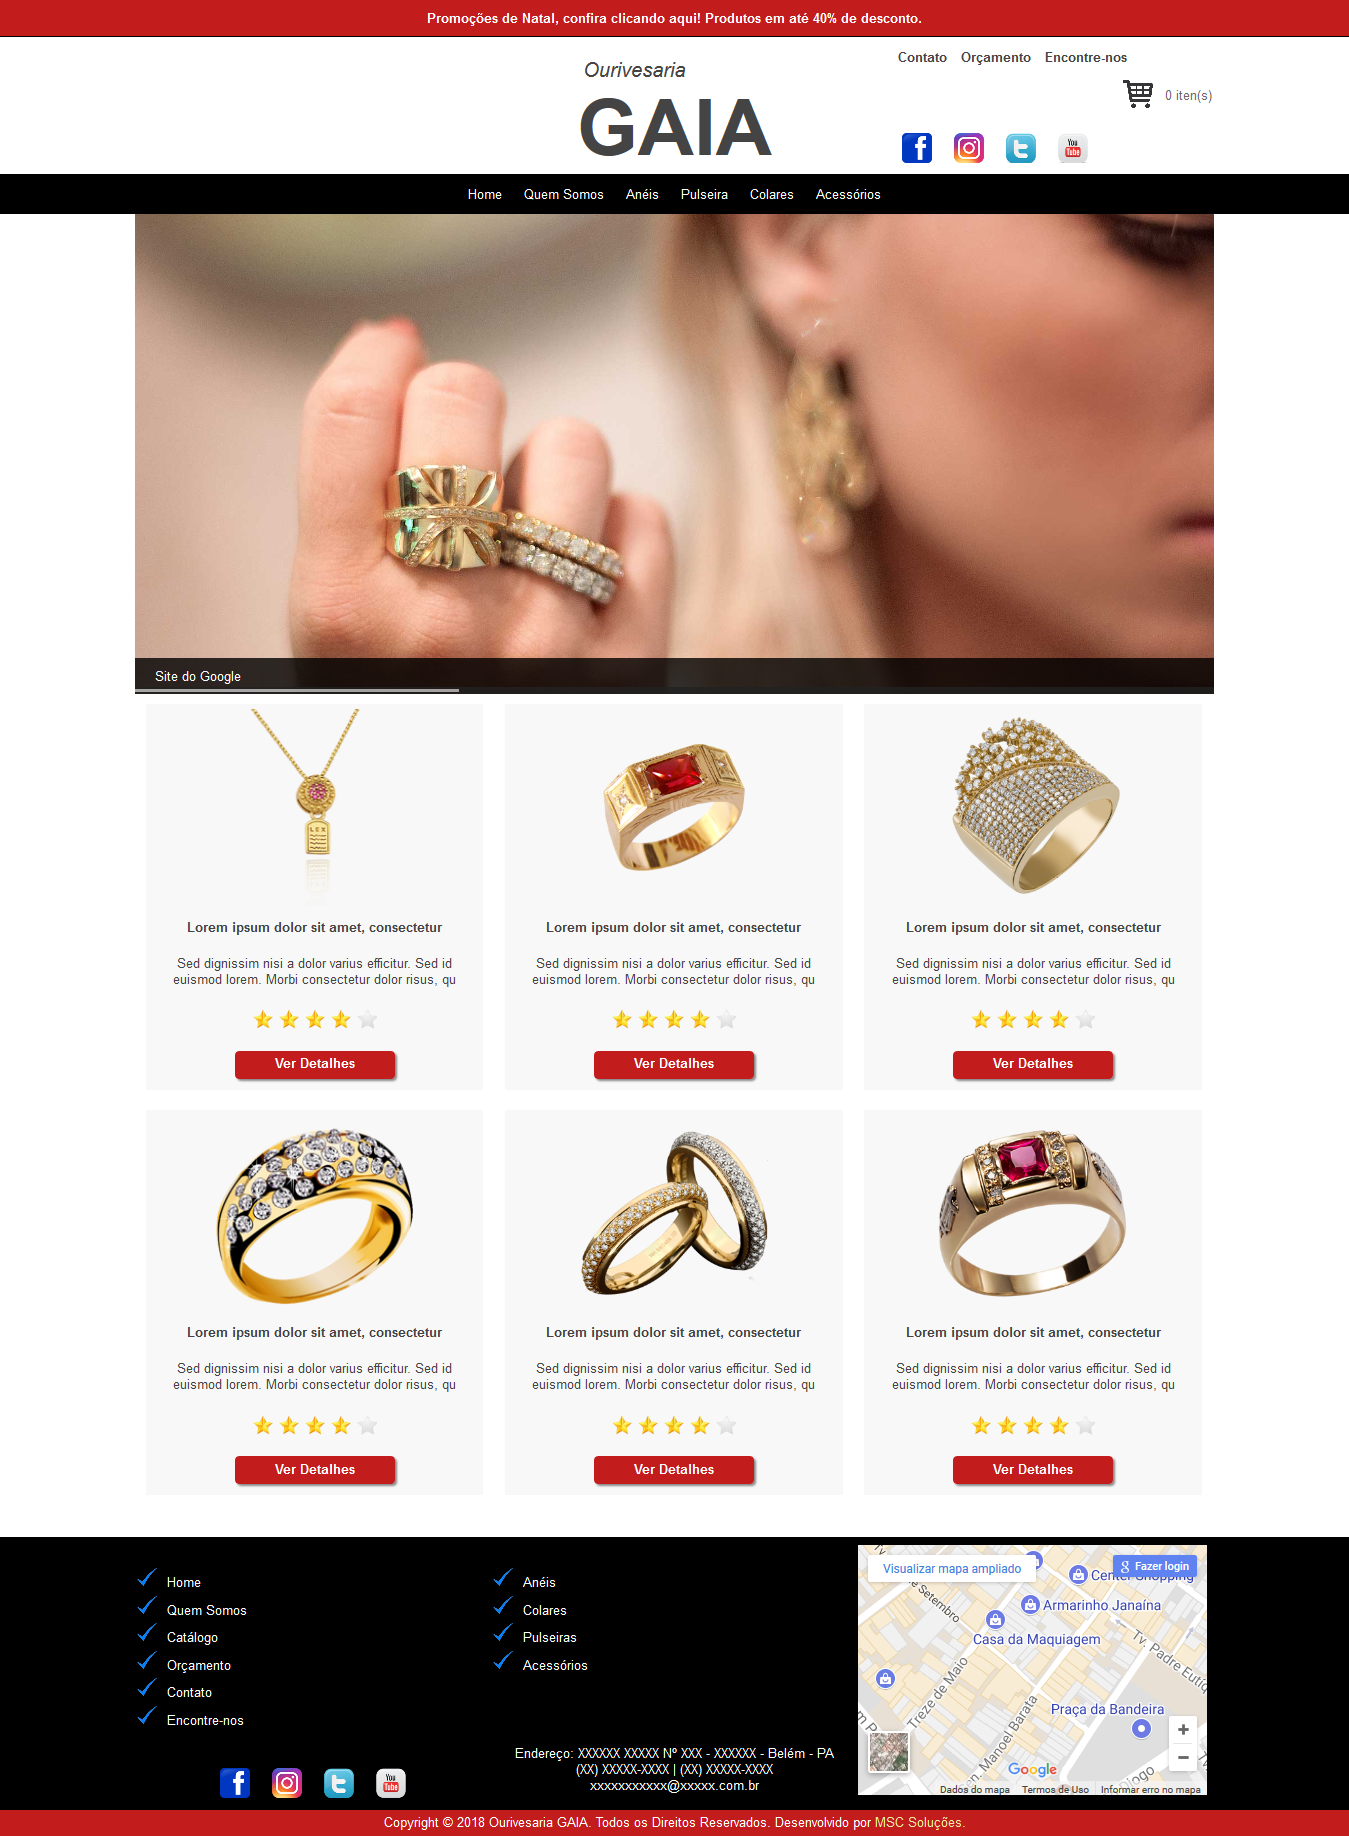 Promoções de Natal, confira clicando aqui! Produtos em até 40% de desconto.
Contato Orçamento Encontre-nos
Ourivesaria
GAIA
0 iten(s)
Home Quem Somos Anéis Pulseira Colares Acessórios
Site do Google
LEX
Lorem ipsum dolor sit amet, consectetur
Sed dignissim nisi a dolor varius efficitur. Sed id
euismod lorem. Morbi consectetur dolor risus, qu
Ver Detalhes
Lorem ipsum dolor sit amet, consectetur
Sed dignissim nisi a dolor varius efficitur. Sed id
euismod lorem. Morbi consectetur dolor risus, qu
Ver Detalhes
Lorem ipsum dolor sit amet, consectetur
Sed dignissim nisi a dolor varius efficitur. Sed id
euismod lorem. Morbi consectetur dolor risus, qu
Ver Detalhes
Lorem ipsum dolor sit amet, consectetur
Sed dignissim nisi a dolor varius efficitur. Sed id
euismod lorem. Morbi consectetur dolor risus, qu
Ver Detalhes
Lorem ipsum dolor sit amet, consectetur
Sed dignissim nisi a dolor varius efficitur. Sed id
euismod lorem. Morbi consectetur dolor risus, qu
Ver Detalhes
Lorem ipsum dolor sit amet, consectetur
Sed dignissim nisi a dolor varius efficitur. Sed id
euismod lorem. Morbi consectetur dolor risus, qu
Ver Detalhes
Home
Quem Somos
Catálogo
Orçamento
Contato
Encontre-nos
You
Tube
Anéis
Colares
Pulseiras
Acessórios
Endereço: XXXXXX XXXXX Nº XXX - XXXXXX - Belém - PA
(XX) XXXXX-XXXX | (XX) XXXXX-XXXX
xxxxxxxxxxx@xxxxx.com.br
Visualizar mapa ampliado
Fazer login
Center Shopping
de Setembro
Armarinho Janaína
Casa da Maquiagem
Tv. Padre Eutiq
Treze de Maio
Praça da Bandeira
Manoel Barata
Google
Dados do mapa Termos de Uso Informar erro no mapa
Copyright © 2018 Ourivesaria GAIA. Todos os Direitos Reservados. Desenvolvido por MSC Soluções.